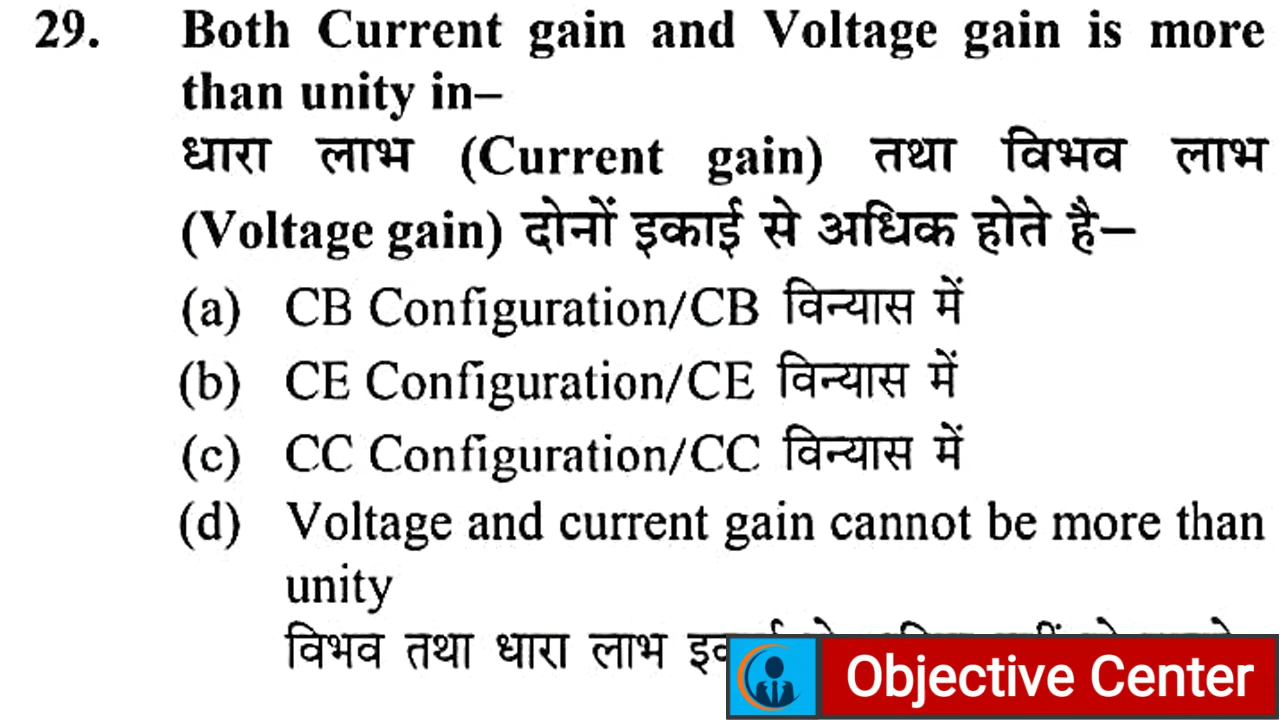 29. Both Current gain and Voltage gain is more
than unity in–
धारा लाभ (Current gain) तथा विभव लाभ
(Voltage gain) दोनों इकाई से अधिक होते है–
(a) CB Configuration/CB विन्यास में
(b) CE Configuration/CE विन्यास में
(c) CC Configuration/CC विन्यास में
(d) Voltage and current gain cannot be more than
unity
विभव तथा धारा लाभ
Objective Center